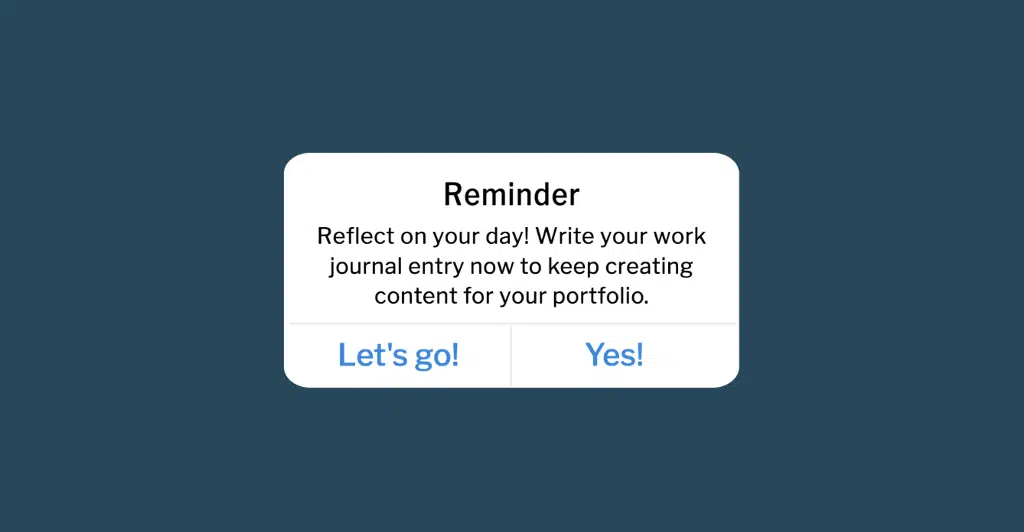 Reminder
Reflect on your day! Write your work
journal entry now to keep creating
content for your portfolio.
Let's go!
Yes!